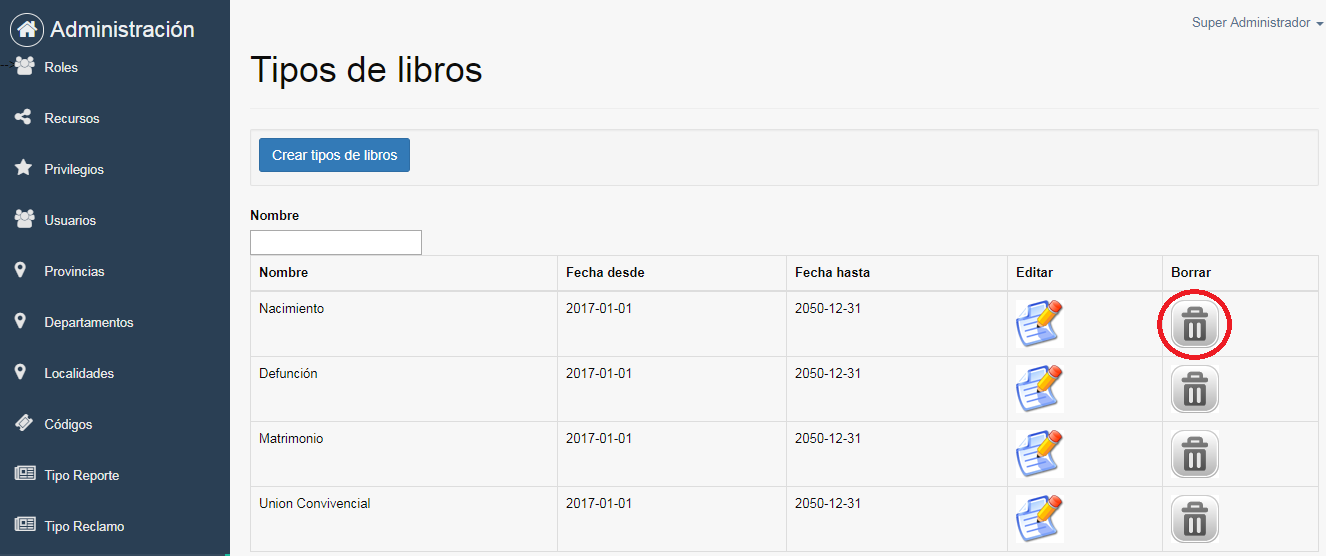 Administración
Super Administrador
-->
Roles
Recursos
Privilegios
Usuarios
Provincias
Departamentos
Localidades
Códigos
Tipo Reporte
Tipo Reclamo
Tipos de libros
Crear tipos de libros
Nombre
Nombre Fecha desde Fecha hasta Editar Borrar
Nacimiento 2017-01-01 2050-12-31
Defunción 2017-01-01 2050-12-31
Matrimonio 2017-01-01 2050-12-31
Union Convivencial 2017-01-01 2050-12-31